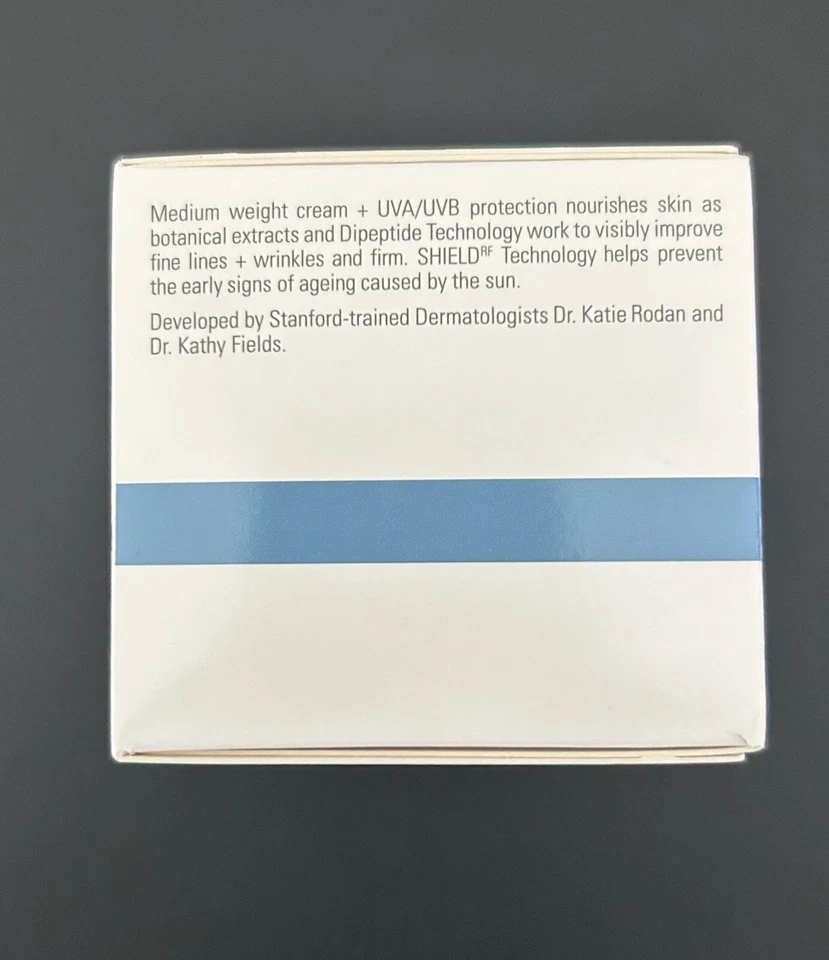 Medium weight cream + UVA/UVB protection nourishes skin as
botanical extracts and Dipeptide Technology work to visibly improve
fine lines + wrinkles and firm. SHIELDᴿꟳ Technology helps prevent
the early signs of ageing caused by the sun.
Developed by Stanford-trained Dermatologists Dr. Katie Rodan and
Dr. Kathy Fields.